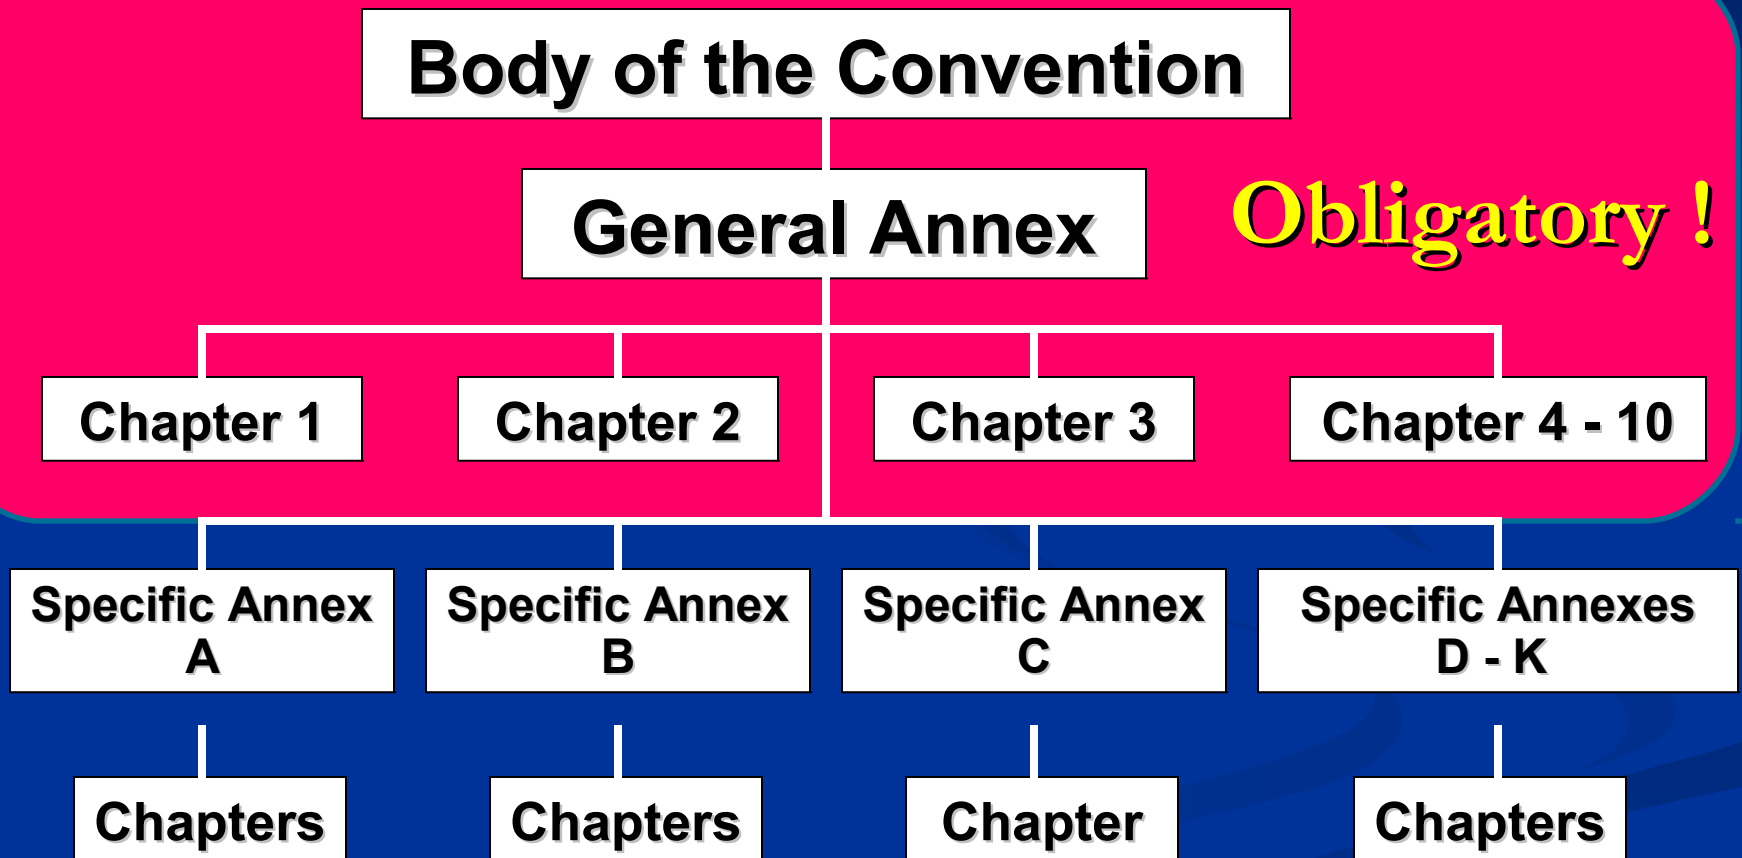 Body of the Convention
General Annex
Obligatory !
Chapter 1
Chapter 2
Chapter 3
Chapter 4 - 10
Specific Annex
A
Specific Annex
B
Specific Annex
C
Specific Annexes
D - K
Chapters
Chapters
Chapter
Chapters